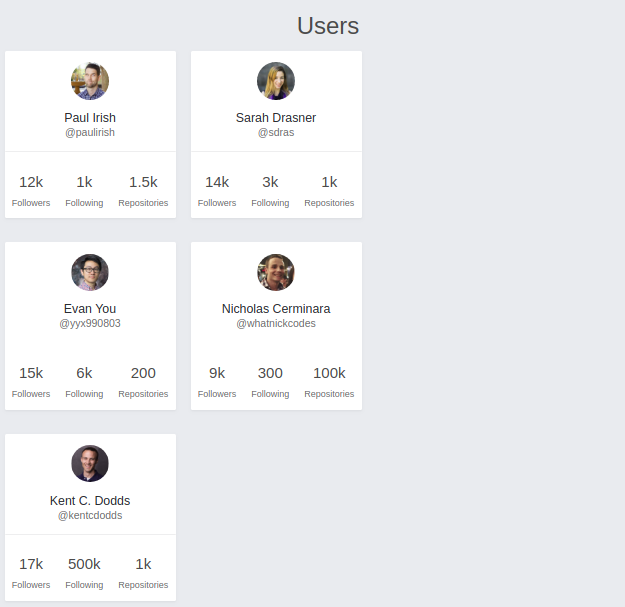 Users
Paul Irish
@paulirish
12k 1k 1.5k
Followers Following Repositories
Sarah Drasner
@sdras
14k 3k 1k
Followers Following Repositories
Evan You
@yyx990803
15k 6k 200
Followers Following Repositories
Nicholas Cerminara
@whatnickcodes
9k 300 100k
Followers Following Repositories
Kent C. Dodds
@kentcdodds
17k 500k 1k
Followers Following Repositories